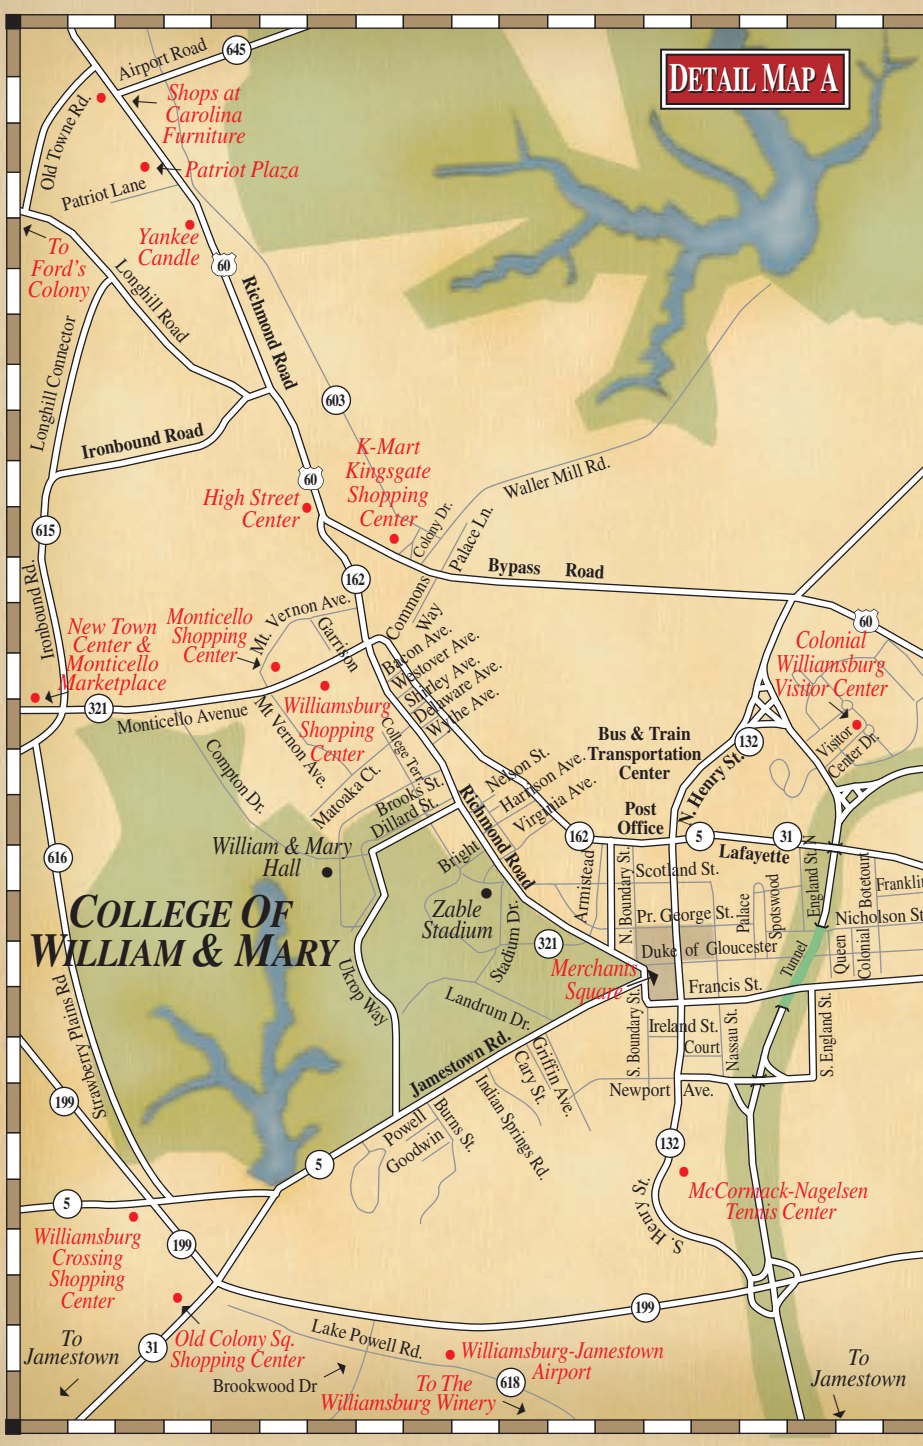 DETAIL MAP A
Airport Road
645
Shops at
Carolina
Furniture
Old Towne Rd.
Patriot Plaza
Patriot Lane
Yankee
Candle
To
Ford's
Colony
60
Longhill Road
Richmond Road
Longhill Connector
603
Ironbound Road
K-Mart
Kingsgate
Shopping
Center
60
High Street
Center
Waller Mill Rd.
Colony Dr.
Palace Ln.
615
Bypass Road
162
Ironbound Rd.
Commons
Way
Mt. Vernon Ave.
Garrison
60
New Town
Center &
Monticello
Marketplace
Monticello
Shopping
Center
Bacon Ave.
Westover Ave.
Shirley Ave.
Delaware Ave.
Wythe Ave.
Colonial
Williamsburg
Visitor Center
321
Monticello Avenue
Mt Vernon Ave.
Williamsburg
Shopping
Center
College Terr.
Visitor
Center Dr.
132
Bus & Train
Transportation
Center
N. Henry St.
Compton Dr.
Matoaka Ct.
Brooks St.
Dillard St.
Nelson St.
Harrison Ave.
Virginia Ave.
Richmond Road
Post
Office
162
5
31
Lafayette
616
William & Mary
Hall
Bright
Armistead
N. Boundary St.
Scotland St.
England St. N
Botetourt
Franklin
COLLEGE OF
WILLIAM & MARY
Zable
Stadium
Stadium Dr.
Pr. George St.
Palace
Spotswood
Nicholson St
321
Duke of Gloucester
Tunnel
Queen
Colonial
Merchants
Square
Francis St.
Ukrop Way
Landrum Dr.
Strawberry Plains Rd
S. Boundary St.
Ireland St.
Court
Nassau St.
S. England St.
Jamestown Rd.
Griffin Ave.
Cary St.
Indian Springs Rd.
Newport Ave.
199
Powell
Goodwin
Burns St.
132
5
5
McCormack-Nagelsen
Tennis Center
S. Henry St.
Williamsburg
Crossing
Shopping
Center
199
199
Old Colony Sq.
Shopping Center
31
To
Jamestown
Lake Powell Rd.
Williamsburg-Jamestown
Airport
Brookwood Dr
To The
Williamsburg Winery
618
To
Jamestown